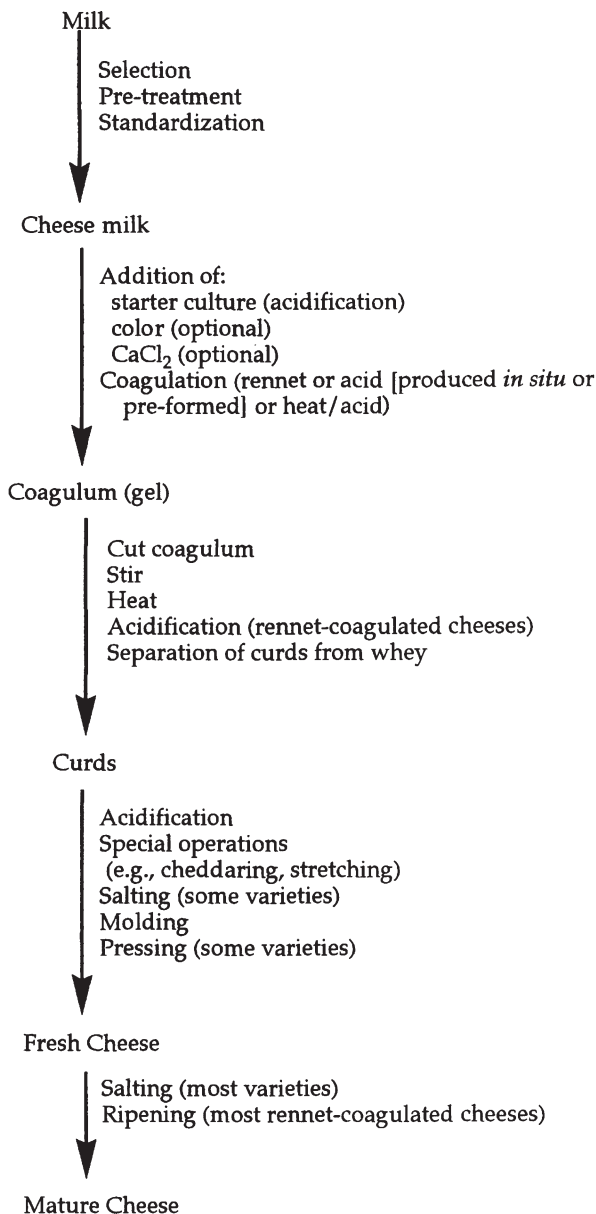 Milk
Selection
Pre-treatment
Standardization
Cheese milk
Addition of:
starter culture (acidification)
color (optional)
CaCl₂ (optional)
Coagulation (rennet or acid [produced in situ or
pre-formed] or heat/acid)
Coagulum (gel)
Cut coagulum
Stir
Heat
Acidification (rennet-coagulated cheeses)
Separation of curds from whey
Curds
Acidification
Special operations
(e.g., cheddaring, stretching)
Salting (some varieties)
Molding
Pressing (some varieties)
Fresh Cheese
Salting (most varieties)
Ripening (most rennet-coagulated cheeses)
Mature Cheese